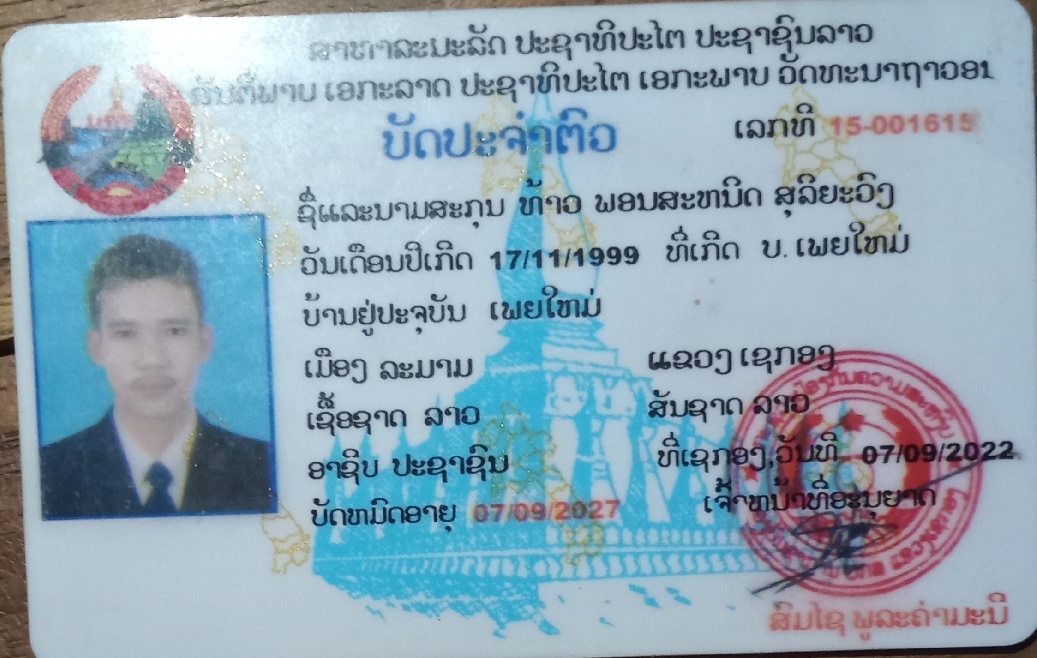 ສາທາລະນະລັດ ປະຊາທິປະໄຕ ປະຊາຊົນລາວ
ສັນຕິພາບ ເອກະລາດ ປະຊາທິປະໄຕ ເອກະພາບ ວັດທະນາຖາວອນ
ບັດປະຈຳຕົວ
ເລກທີ 15-001615
ຊື່ແລະນາມສະກຸນ ທ້າວ ພອນສະຫນິດ ສຸລິຍະວົງ
ວັນເດືອນປີເກີດ 17/11/1999 ທີ່ເກີດ ບ. ເພຍໃຫມ່
ບ້ານຢູ່ປະຈຸບັນ ເພຍໃຫມ່
ເມືອງ ລະມາມ ແຂວງ ເຊກອງ
ເຊື້ອຊາດ ລາວ ສັນຊາດ ລາວ
ອາຊິບ ປະຊາຊົນ ທີ່ເຊກອງ,ວັນທີ 07/09/2022
ບັດຫມົດອາຍຸ 07/09/2027 ເຈົ້າຫນ້າທີ່ອະນຸຍາດ
ສົມໄຊ ພູລະຄຳມະນີ